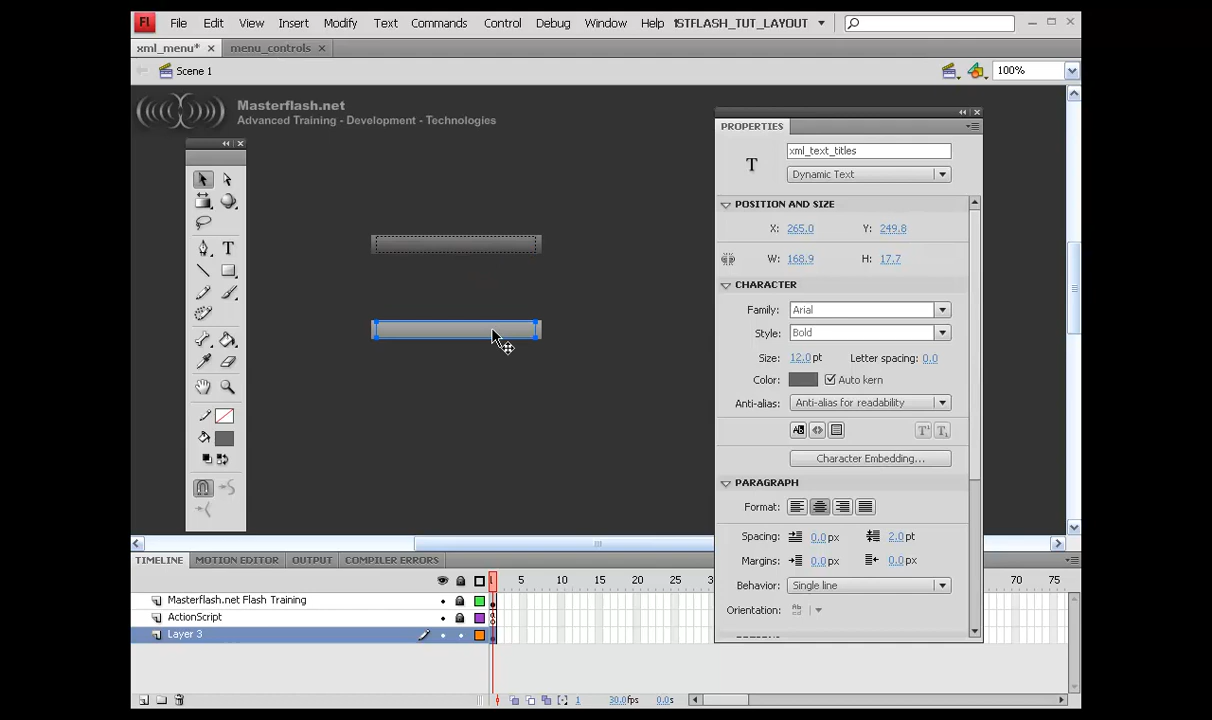 Fl File Edit View Insert Modify Text Commands Control Debug Window Help 1STFLASH_TUT_LAYOUT
xml_menu* × menu_controls ×
Scene 1 100%
Masterflash.net
Advanced Training - Development - Technologies
PROPERTIES
xml_text_titles
T
Dynamic Text
POSITION AND SIZE
X: 265.0 Y: 249.8
W: 168.9 H: 17.7
CHARACTER
Family: Arial
Style: Bold
Size: 12.0 pt Letter spacing: 0.0
Color: Auto kern
Anti-alias: Anti-alias for readability
Character Embedding...
PARAGRAPH
Format:
Spacing: 0.0 px 2.0 pt
Margins: 0.0 px 0.0 px
Behavior: Single line
Orientation:
TIMELINE MOTION EDITOR OUTPUT COMPILER ERRORS
1 5 10 15 20 25 70 75
Masterflash.net Flash Training
ActionScript
Layer 3
1 30.0fps 0.0s